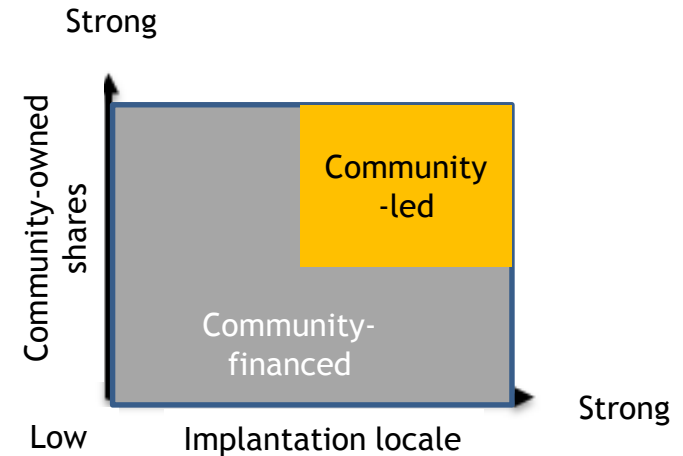 Strong
Community-owned
shares
Community
-led
Community-
financed
Strong
Low
Implantation locale